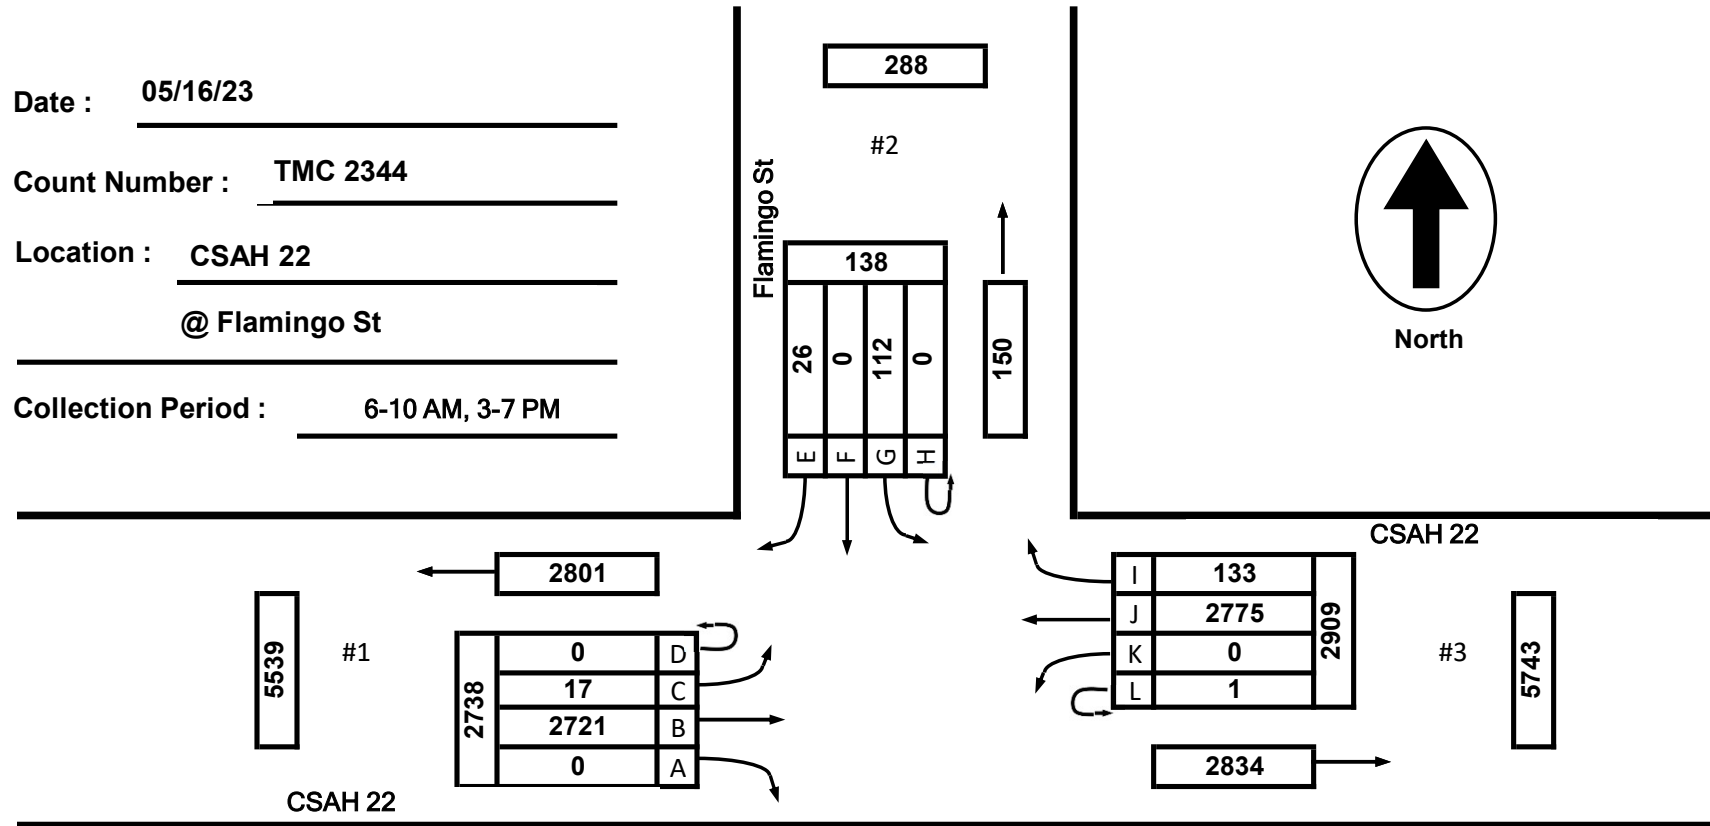 Date : 05/16/23
Count Number : TMC 2344
Location : CSAH 22
@ Flamingo St
Collection Period : 6-10 AM, 3-7 PM
288
#2
Flamingo St
138
26 0 112 0
E F G H
150
North
CSAH 22
2801
5539
#1
2738
0 D
17 C
2721 B
0 A
CSAH 22
I 133
J 2775
K 0
L 1
2909
#3
5743
2834